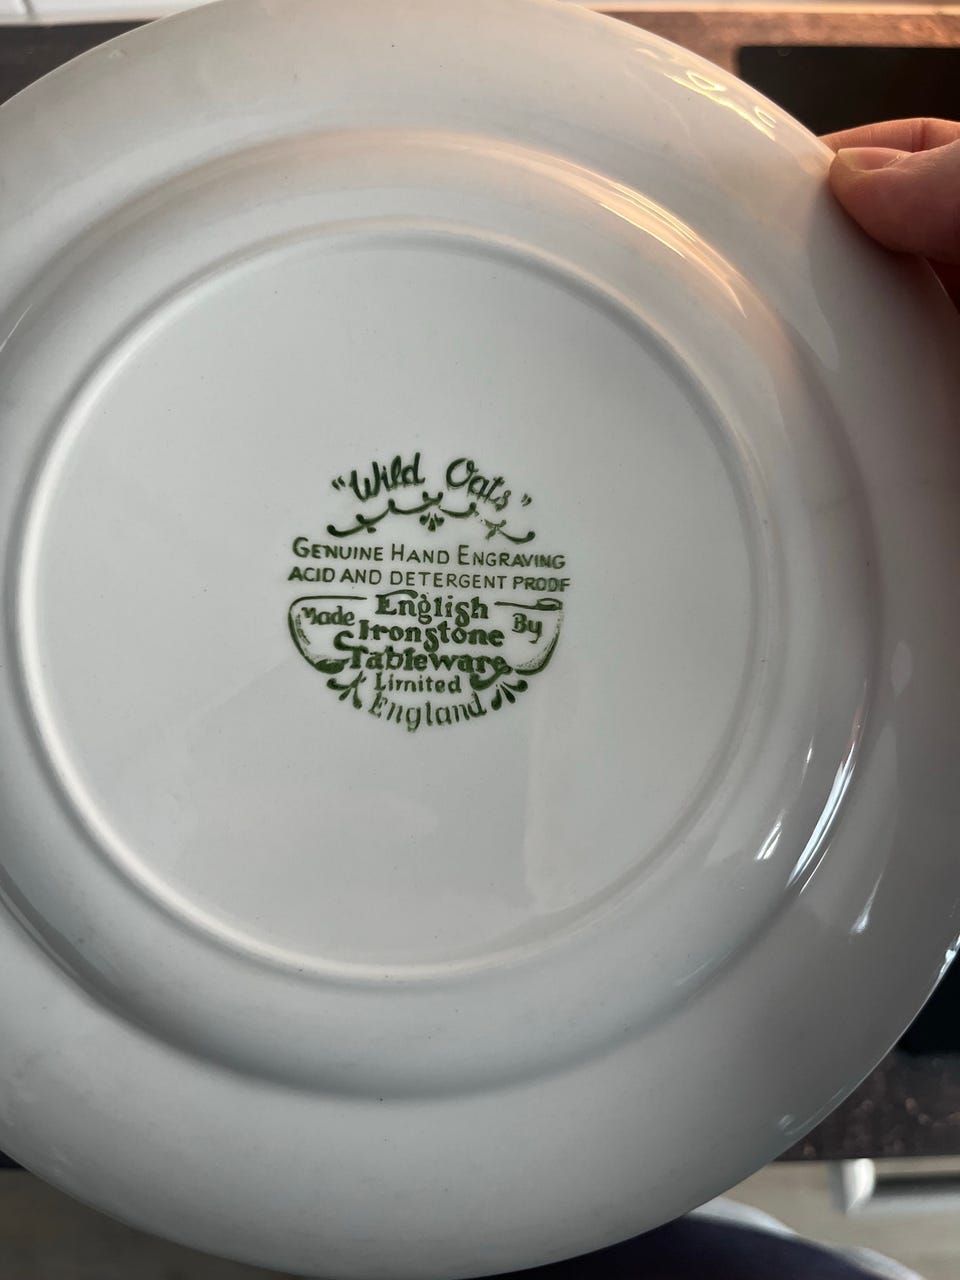 "Wild Oats"
GENUINE HAND ENGRAVING
ACID AND DETERGENT PROOF
Made English By
Ironstone
Tableware
Limited
England